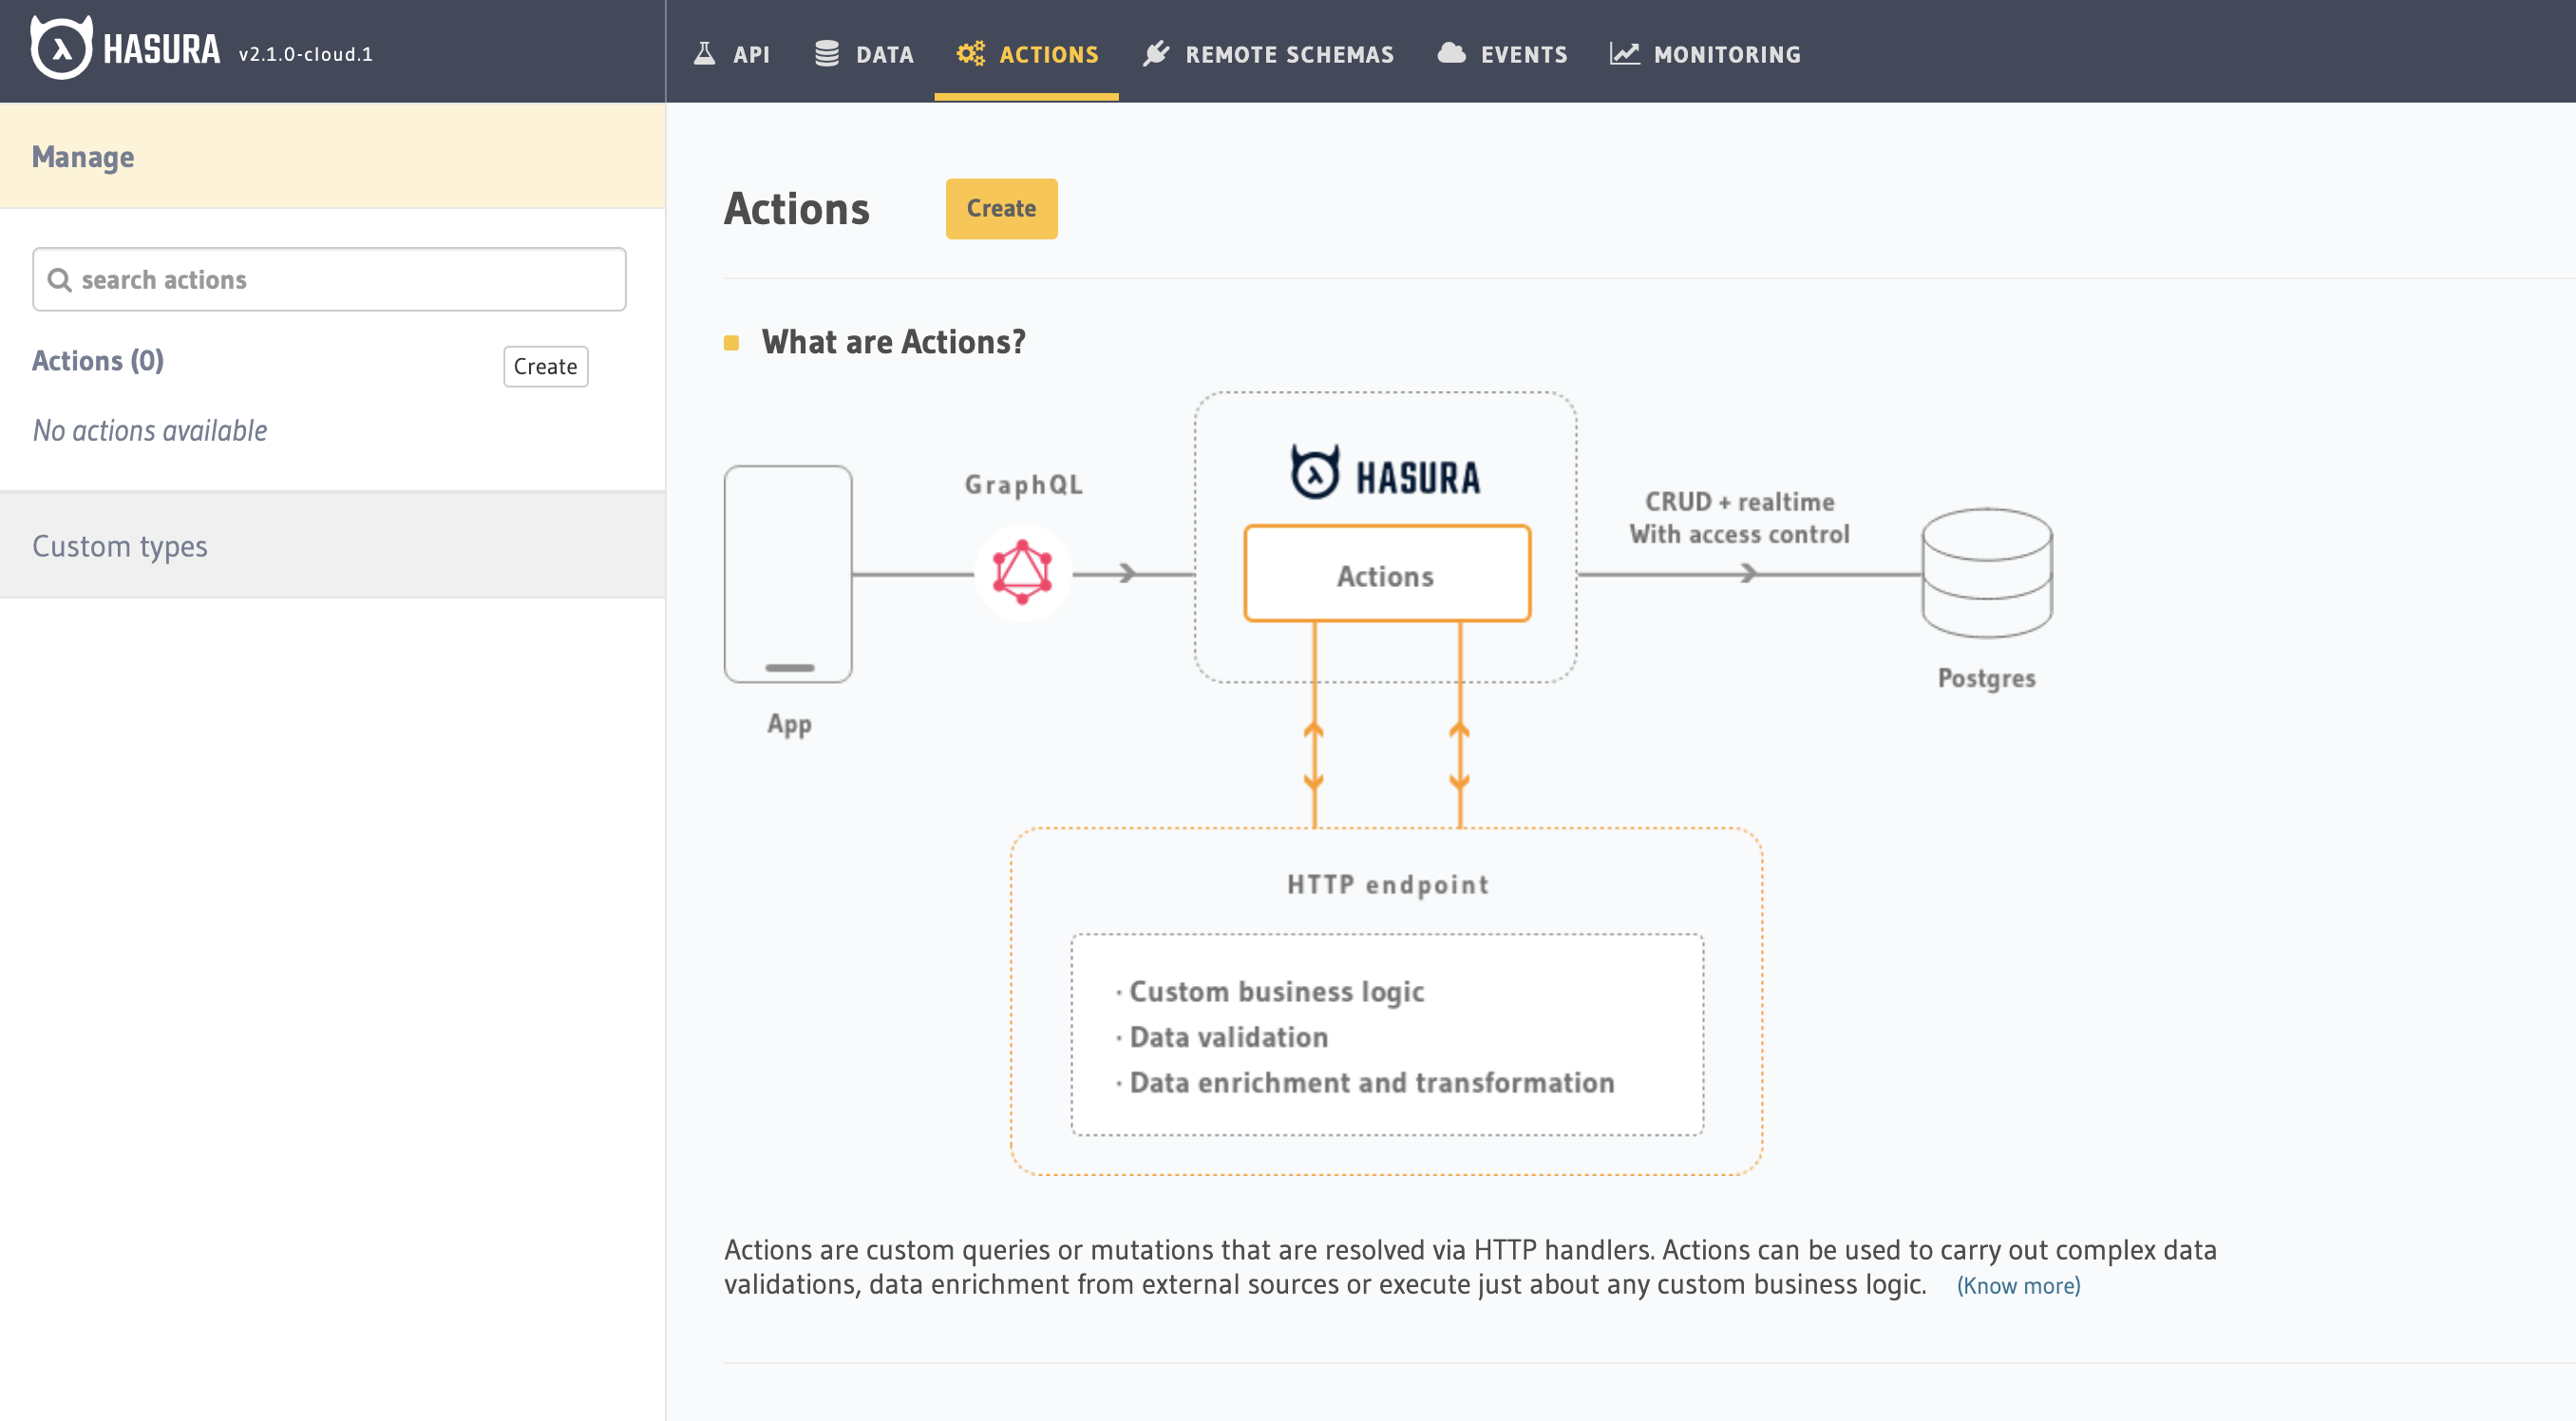 HASURA v2.1.0-cloud.1
API DATA ACTIONS REMOTE SCHEMAS EVENTS MONITORING
Manage
search actions
Actions (0) Create
No actions available
Custom types
Actions Create
What are Actions?
GraphQL
App
HASURA
Actions
CRUD + realtime
With access control
Postgres
HTTP endpoint
· Custom business logic
· Data validation
· Data enrichment and transformation
Actions are custom queries or mutations that are resolved via HTTP handlers. Actions can be used to carry out complex data
validations, data enrichment from external sources or execute just about any custom business logic. (Know more)